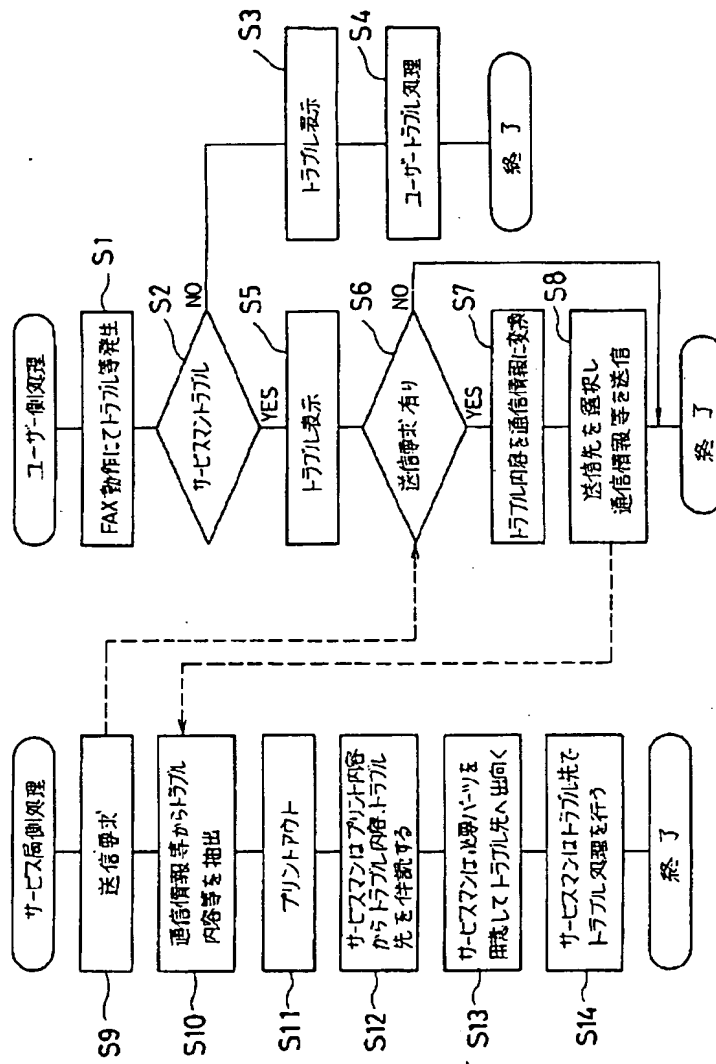 ユーザー側処理
FAX動作にてトラブル等発生
S1
サービスマントラブル
S2
NO
YES
トラブル表示
S3
ユーザートラブル処理
S4
終了
トラブル表示
S5
送信要求有り
S6
NO
YES
トラブル内容を通信情報に変換
S7
送信先を選択し
通信情報等を送信
S8
終了
サービス局側処理
送信要求
S9
通信情報等からトラブル
内容等を抽出
S10
プリントアウト
S11
サービスマンはプリント内容
からトラブル内容、トラブル
先を解読する
S12
サービスマンは必要パーツを
用意してトラブル先へ出向く
S13
サービスマンはトラブル先で
トラブル処理を行う
S14
終了